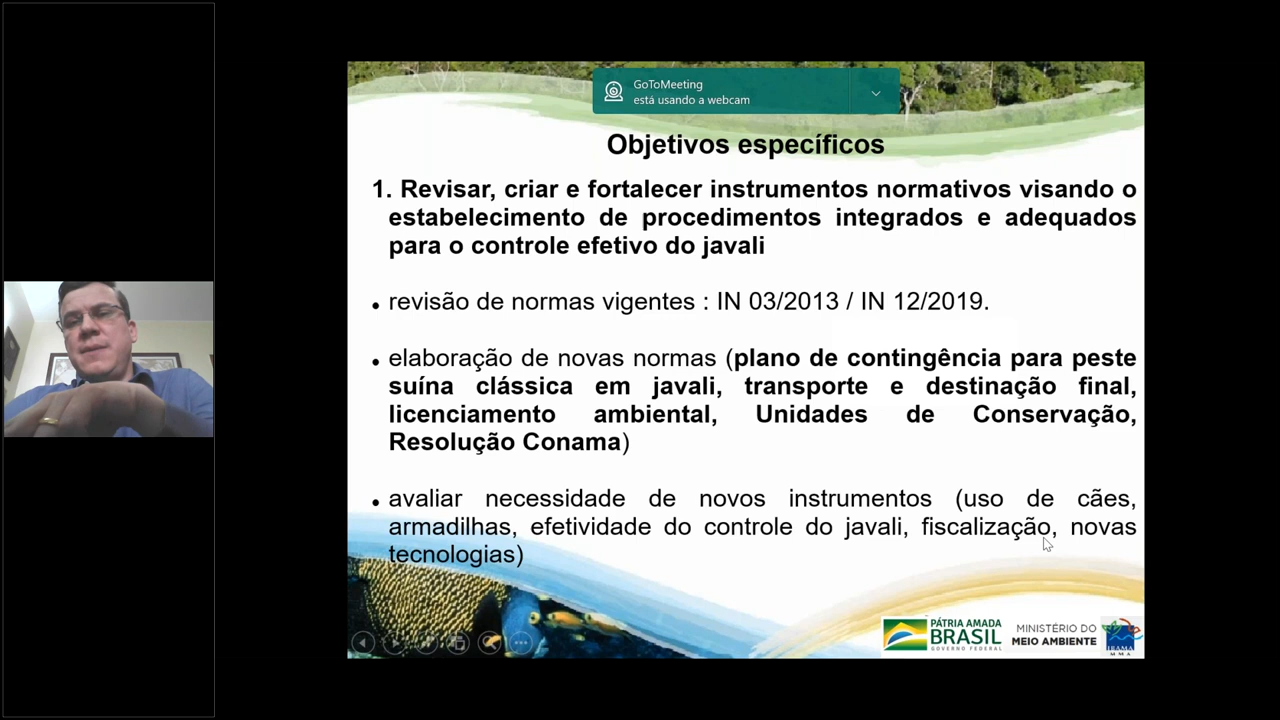 GoToMeeting
está usando a webcam
Objetivos específicos
1. Revisar, criar e fortalecer instrumentos normativos visando o
estabelecimento de procedimentos integrados e adequados
para o controle efetivo do javali
• revisão de normas vigentes : IN 03/2013 / IN 12/2019.
• elaboração de novas normas (plano de contingência para peste
suína clássica em javali, transporte e destinação final,
licenciamento ambiental, Unidades de Conservação,
Resolução Conama)
• avaliar necessidade de novos instrumentos (uso de cães,
armadilhas, efetividade do controle do javali, fiscalização, novas
tecnologias)
PÁTRIA AMADA
BRASIL
GOVERNO FEDERAL
MINISTÉRIO DO
MEIO AMBIENTE
IBAMA
MMA